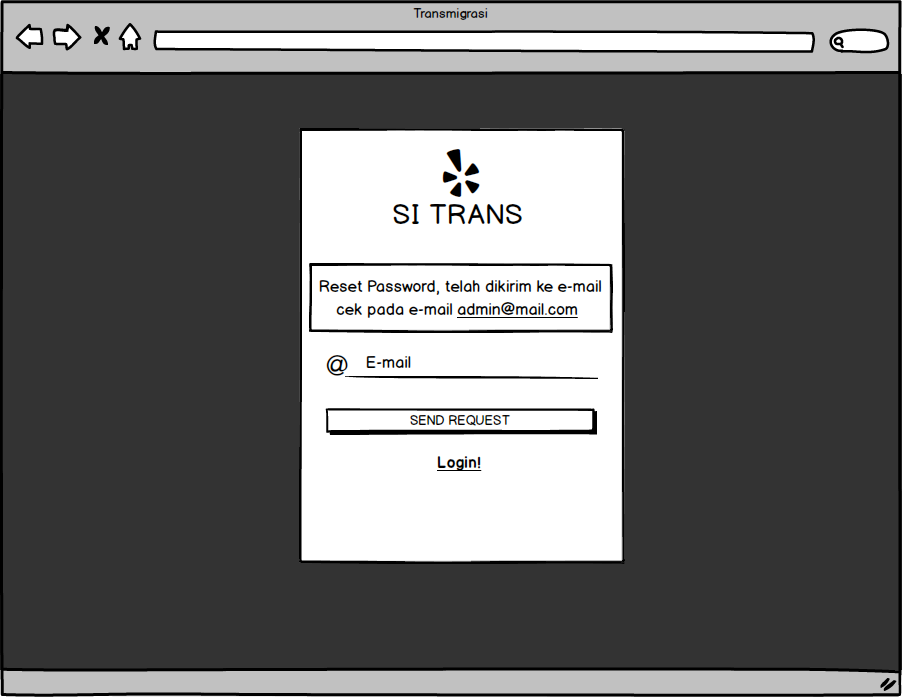 Transmigrasi
SI TRANS
Reset Password, telah dikirim ke e-mail
cek pada e-mail admin@mail.com
@ E-mail
SEND REQUEST
Login!